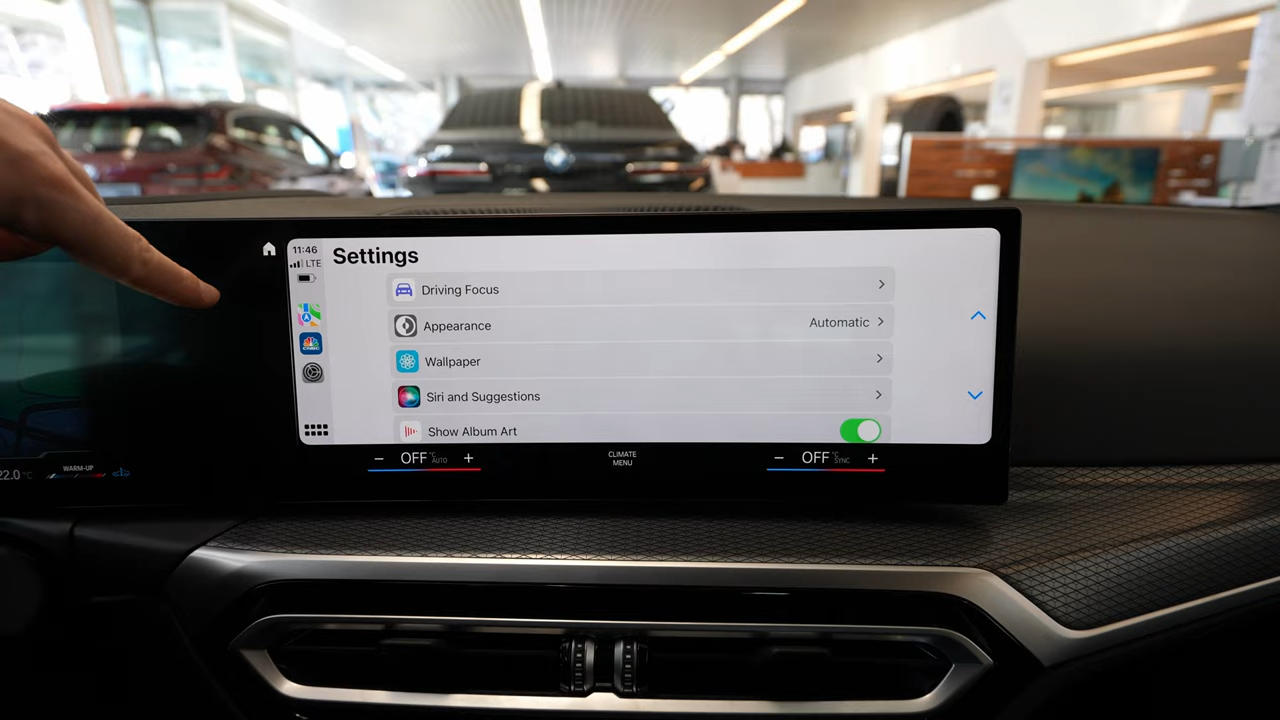 11:46
LTE
Settings
Driving Focus
Appearance
Automatic
Wallpaper
Siri and Suggestions
Show Album Art
CNBC
OFF °C AUTO
CLIMATE
MENU
OFF °C SYNC
22.0 °C
WARM-UP